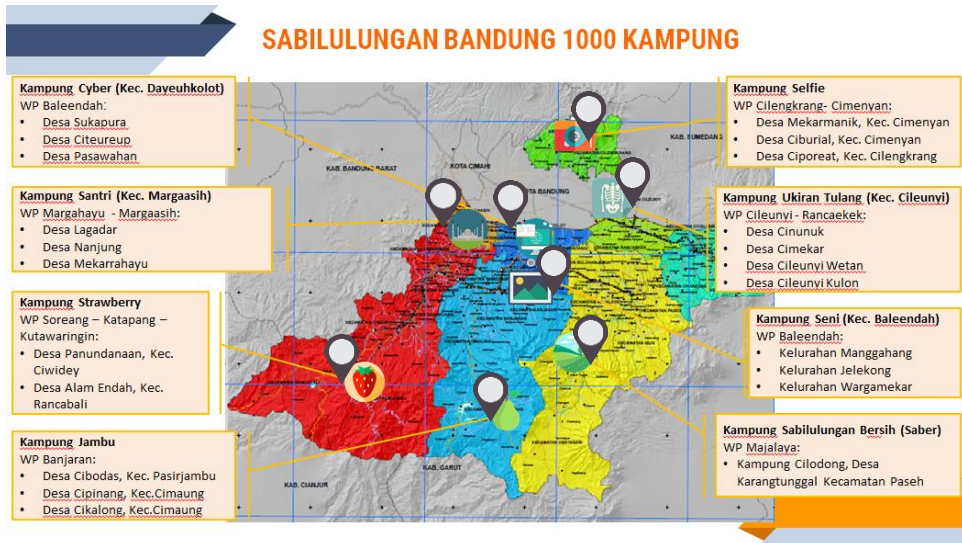 SABILULUNGAN BANDUNG 1000 KAMPUNG
Kampung Cyber (Kec. Dayeuhkolot)
WP Baleendah:
• Desa Sukapura
• Desa Citeureup
• Desa Pasawahan
Kampung Santri (Kec. Margaasih)
WP Margahayu - Margaasih:
• Desa Lagadar
• Desa Nanjung
• Desa Mekarrahayu
Kampung Strawberry
WP Soreang – Katapang –
Kutawaringin:
• Desa Panundanaan, Kec.
Ciwidey
• Desa Alam Endah, Kec.
Rancabali
Kampung Jambu
WP Banjaran:
• Desa Cibodas, Kec. Pasirjambu
• Desa Cipinang, Kec.Cimaung
• Desa Cikalong, Kec.Cimaung
KAB. BANDUNG BARAT
KOTA CIMAHI
KAB. SUMEDANG
OTA BANDUNG
KAB. GARUT
KAB. CIANJUR
Kampung Selfie
WP Cilengkrang- Cimenyan:
• Desa Mekarmanik, Kec. Cimenyan
• Desa Ciburial, Kec. Cimenyan
• Desa Ciporeat, Kec. Cilengkrang
Kampung Ukiran Tulang (Kec. Cileunyi)
WP Cileunyi - Rancaekek:
• Desa Cinunuk
• Desa Cimekar
• Desa Cileunyi Wetan
• Desa Cileunyi Kulon
Kampung Seni (Kec. Baleendah)
WP Baleendah:
• Kelurahan Manggahang
• Kelurahan Jelekong
• Kelurahan Wargamekar
Kampung Sabilulungan Bersih (Saber)
WP Majalaya:
• Kampung Cilodong, Desa
Karangtunggal Kecamatan Paseh